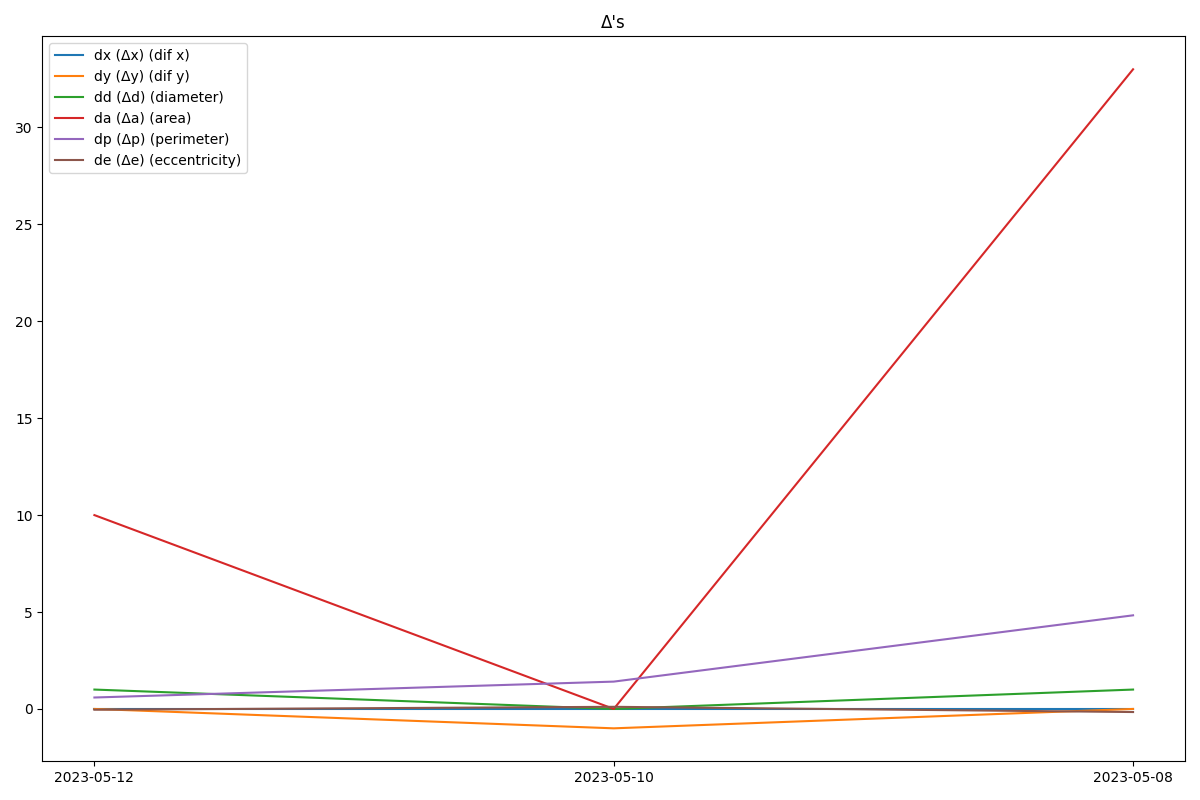 Δ's
dx (Δx) (dif x)
dy (Δy) (dif y)
dd (Δd) (diameter)
da (Δa) (area)
dp (Δp) (perimeter)
de (Δe) (eccentricity)
30
25
20
15
10
5
0
2023-05-12 2023-05-10 2023-05-08